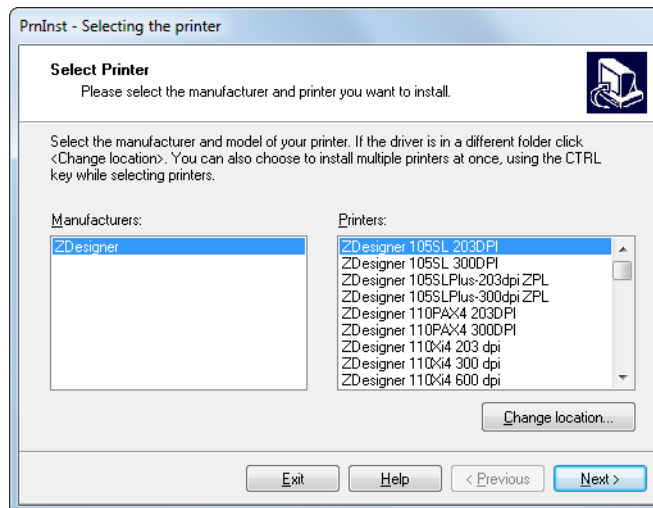 PrnInst - Selecting the printer
Select Printer
Please select the manufacturer and printer you want to install.
Select the manufacturer and model of your printer. If the driver is in a different folder click
<Change location>. You can also choose to install multiple printers at once, using the CTRL
key while selecting printers.
Manufacturers:
ZDesigner
Printers:
ZDesigner 105SL 203DPI
ZDesigner 105SL 300DPI
ZDesigner 105SLPlus-203dpi ZPL
ZDesigner 105SLPlus-300dpi ZPL
ZDesigner 110PAX4 203DPI
ZDesigner 110PAX4 300DPI
ZDesigner 110Xi4 203 dpi
ZDesigner 110Xi4 300 dpi
ZDesigner 110Xi4 600 dpi
Change location...
Exit Help < Previous Next >